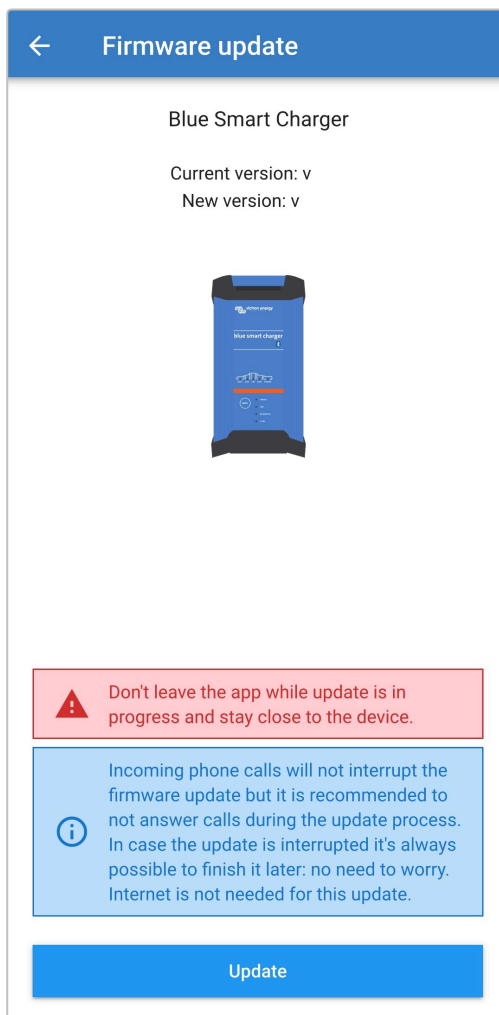 Firmware update
Blue Smart Charger
Current version: v
New version: v
victron energy
blue smart charger
Don't leave the app while update is in
progress and stay close to the device.
Incoming phone calls will not interrupt the
firmware update but it is recommended to
not answer calls during the update process.
In case the update is interrupted it's always
possible to finish it later: no need to worry.
Internet is not needed for this update.
Update